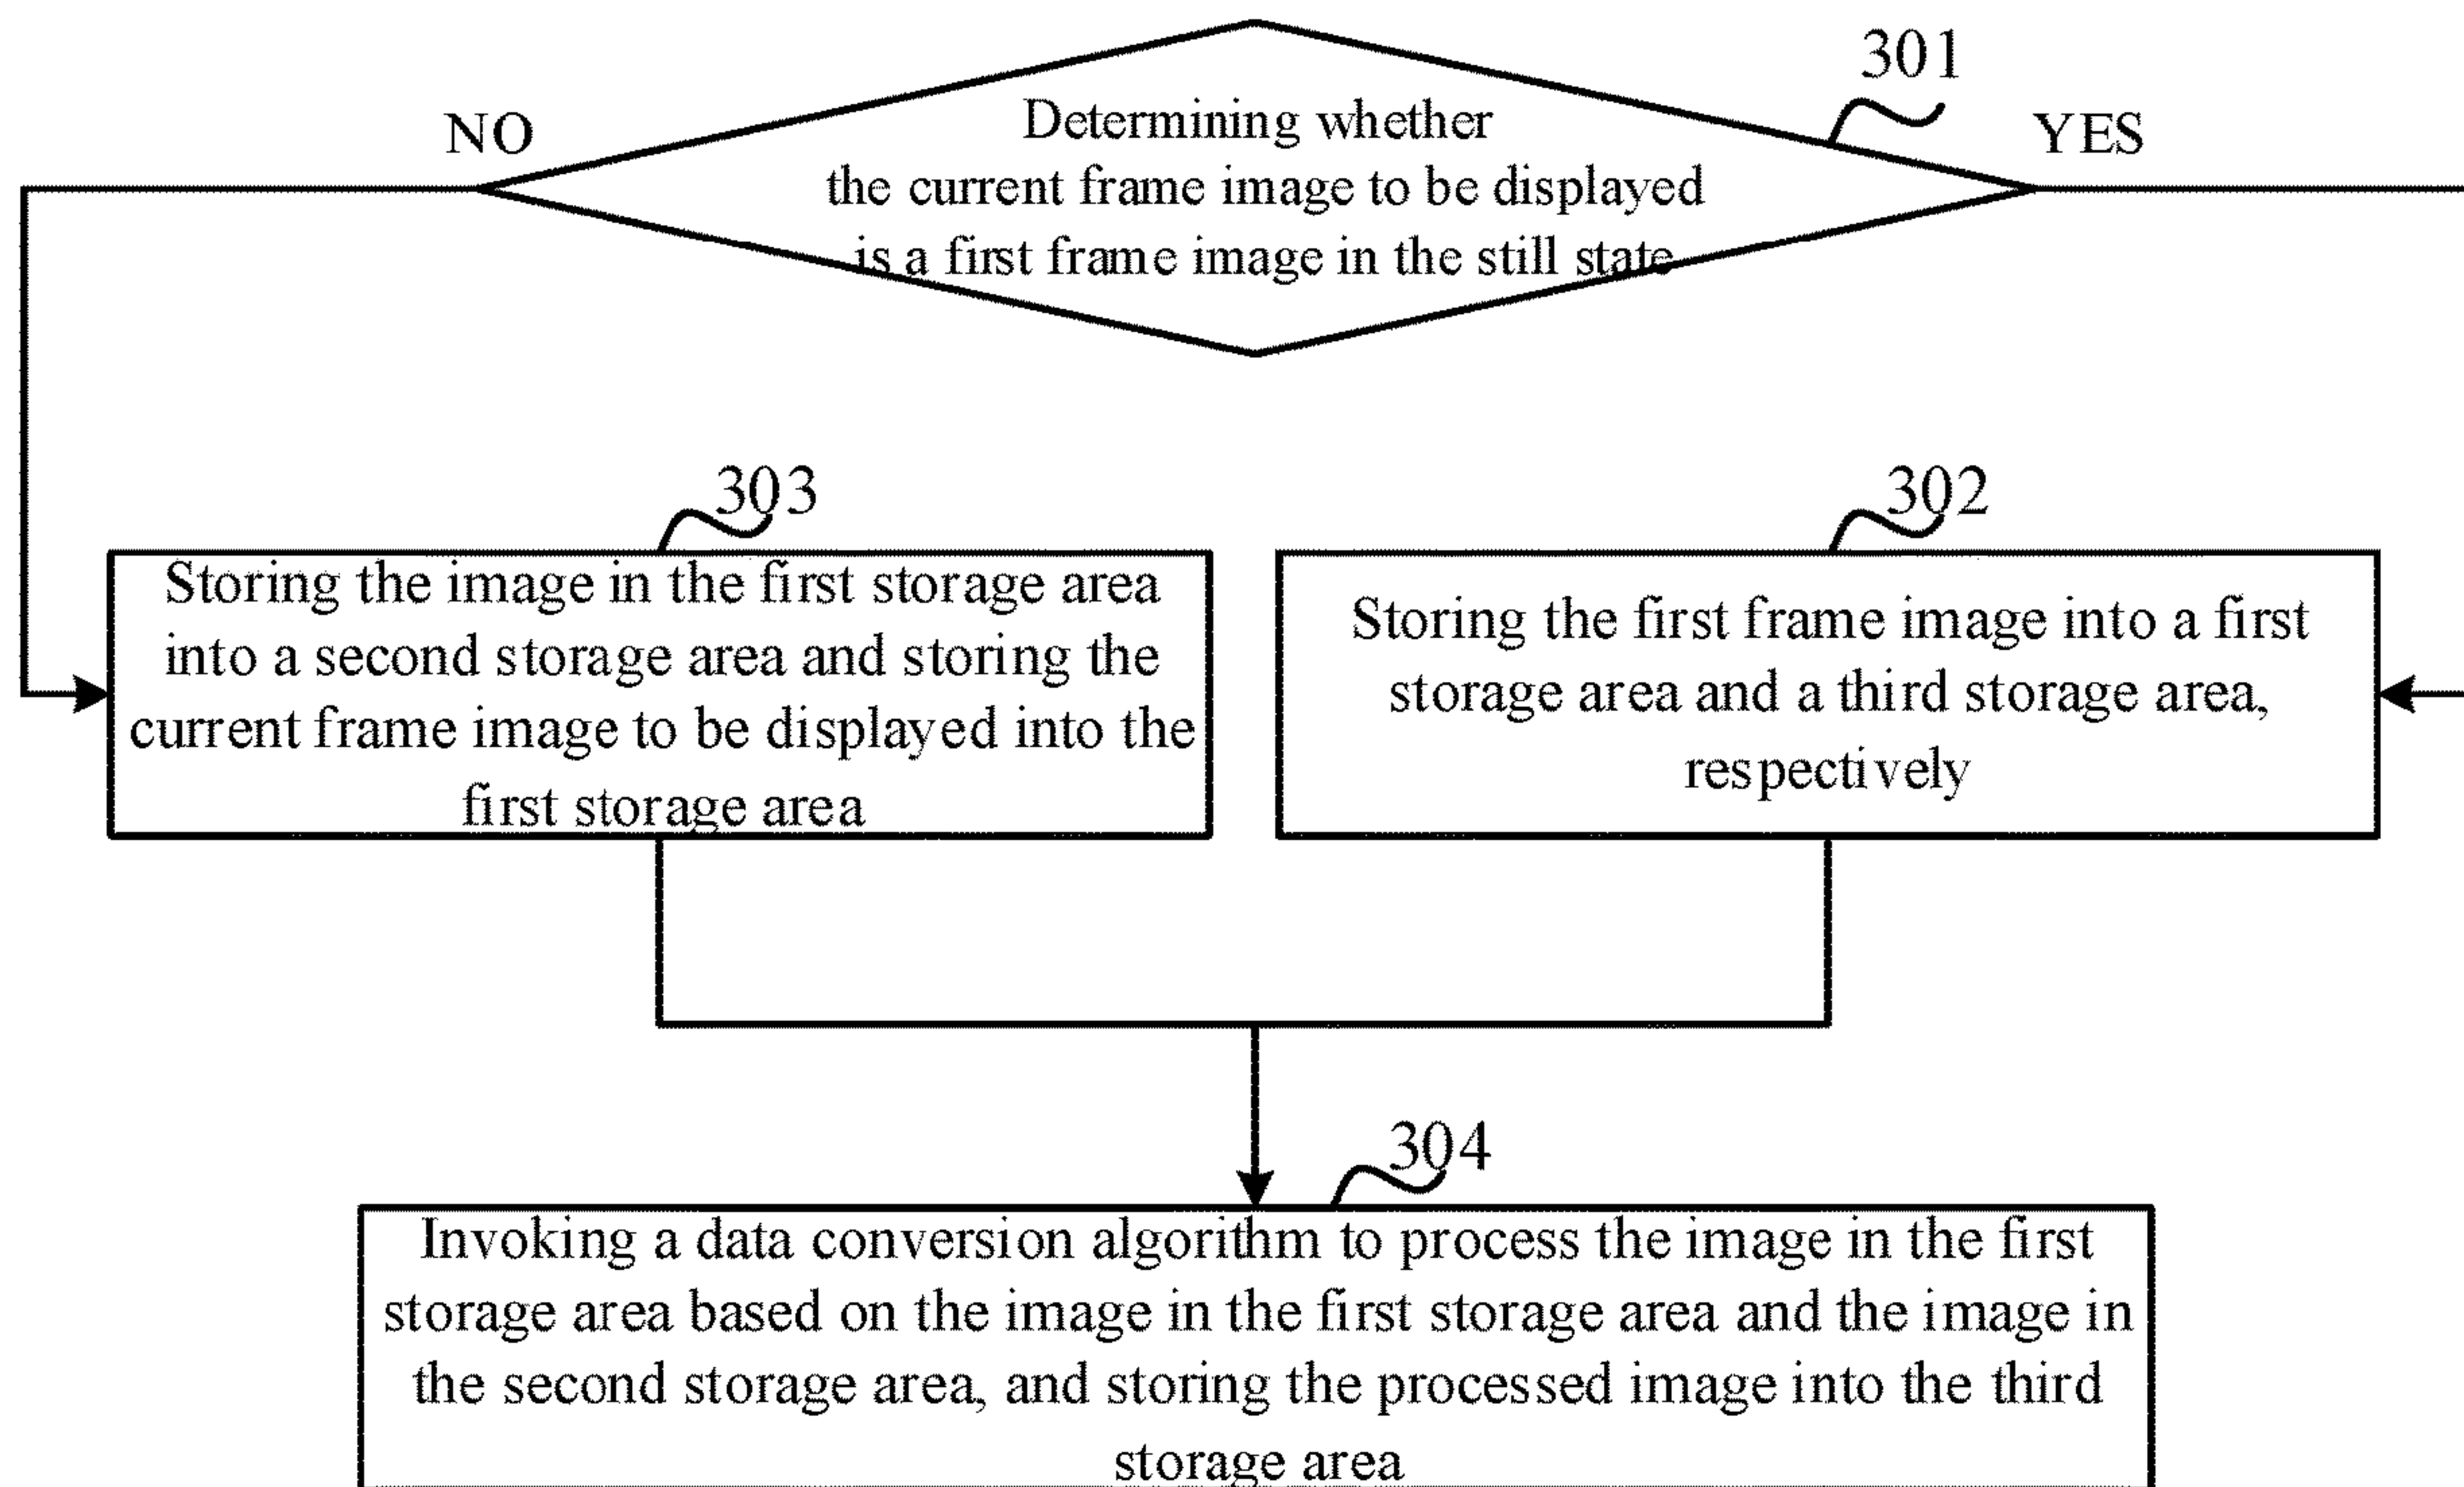 301
NO
YES
Determining whether
the current frame image to be displayed
is a first frame image in the still state
303
Storing the image in the first storage area
into a second storage area and storing the
current frame image to be displayed into the
first storage area
302
Storing the first frame image into a first
storage area and a third storage area,
respectively
304
Invoking a data conversion algorithm to process the image in the first
storage area based on the image in the first storage area and the image in
the second storage area, and storing the processed image into the third
storage area